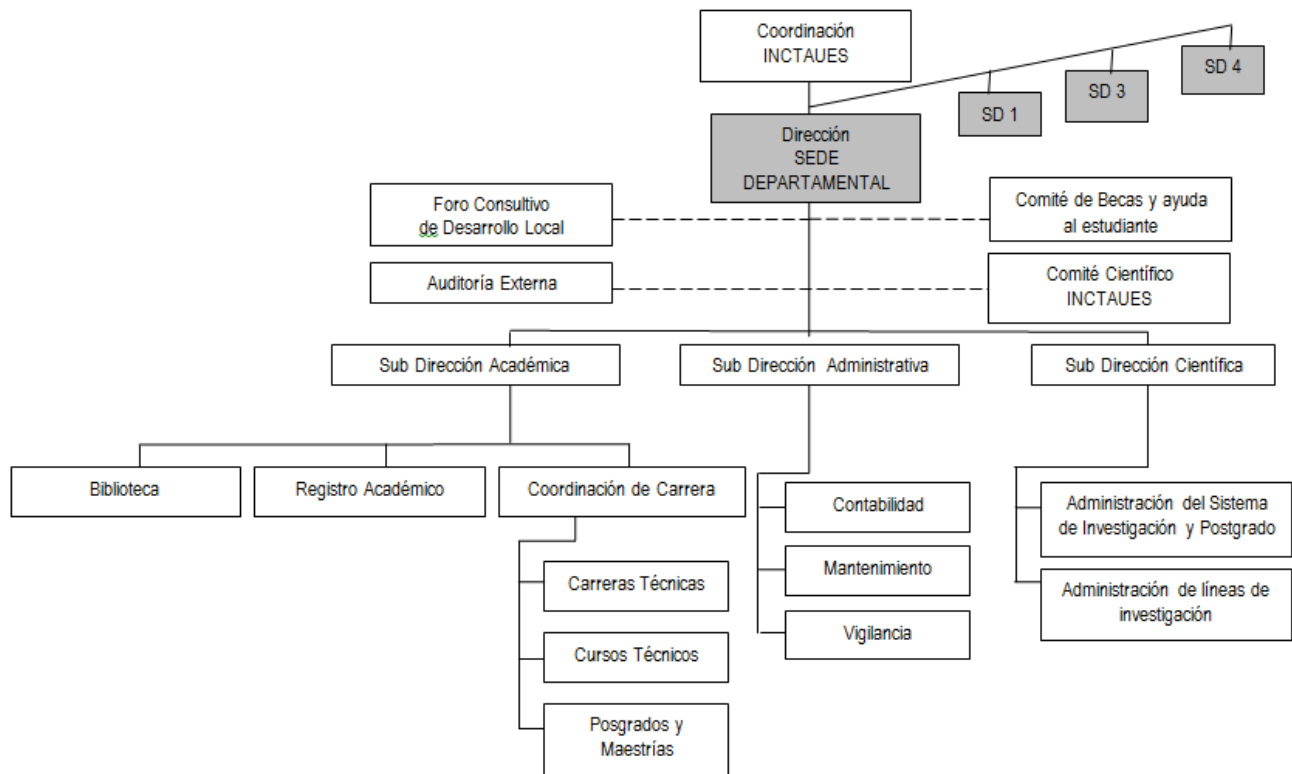 Coordinación
INCTAUES
SD 4
SD 3
SD 1
Dirección
SEDE
DEPARTAMENTAL
Foro Consultivo
de Desarrollo Local
Comité de Becas y ayuda
al estudiante
Auditoría Externa
Comité Científico
INCTAUES
Sub Dirección Académica
Sub Dirección Administrativa
Sub Dirección Científica
Biblioteca
Registro Académico
Coordinación de Carrera
Contabilidad
Mantenimiento
Vigilancia
Administración del Sistema
de Investigación y Postgrado
Administración de líneas de
investigación
Carreras Técnicas
Cursos Técnicos
Posgrados y
Maestrías